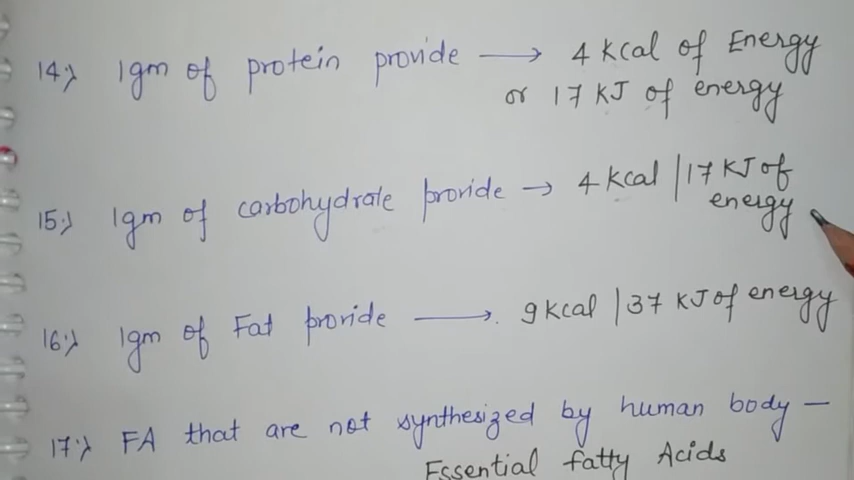 14) 1gm of protein provide → 4 Kcal of Energy
or 17 KJ of energy
15) 1gm of carbohydrate provide → 4 Kcal | 17 KJ of
energy
16) 1gm of Fat provide → 9 Kcal | 37 KJ of energy
17) FA that are not synthesized by human body –
Essential fatty Acids